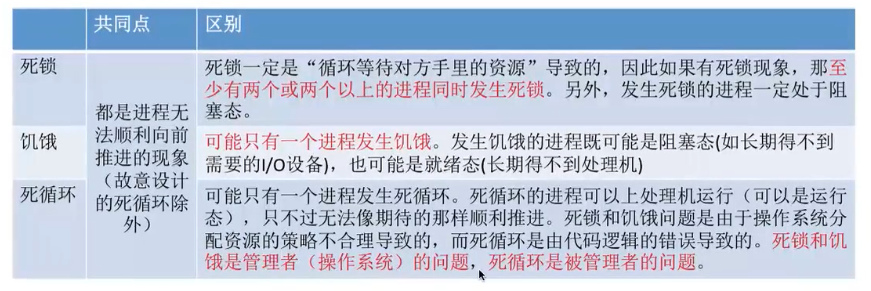 共同点
区别
死锁
死锁一定是“循环等待对方手里的资源”导致的，因此如果有死锁现象，那至
少有两个或两个以上的进程同时发生死锁。另外，发生死锁的进程一定处于阻
塞态。
都是进程无
法顺利向前
推进的现象
（故意设计
的死循环除
外）
饥饿
可能只有一个进程发生饥饿。发生饥饿的进程既可能是阻塞态(如长期得不到
需要的I/O设备)，也可能是就绪态(长期得不到处理机)
死循环
可能只有一个进程发生死循环。死循环的进程可以上处理机运行（可以是运行
态），只不过无法像期待的那样顺利推进。死锁和饥饿问题是由于操作系统分
配资源的策略不合理导致的，而死循环是由代码逻辑的错误导致的。死锁和饥
饿是管理者（操作系统）的问题，死循环是被管理者的问题。